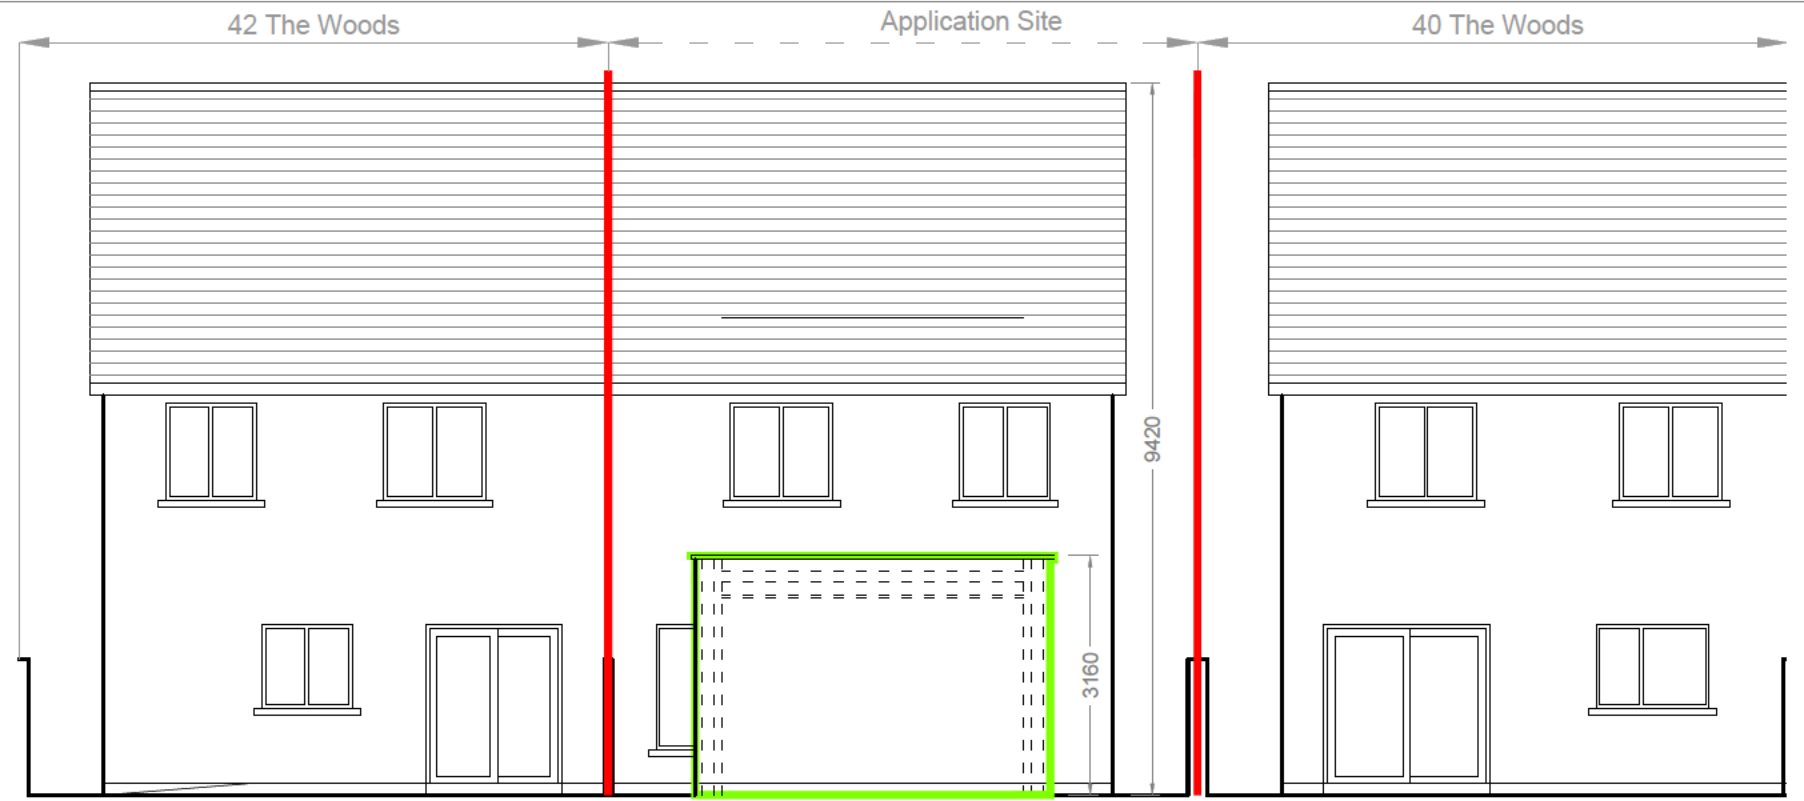 42 The Woods
Application Site
40 The Woods
9420
3160